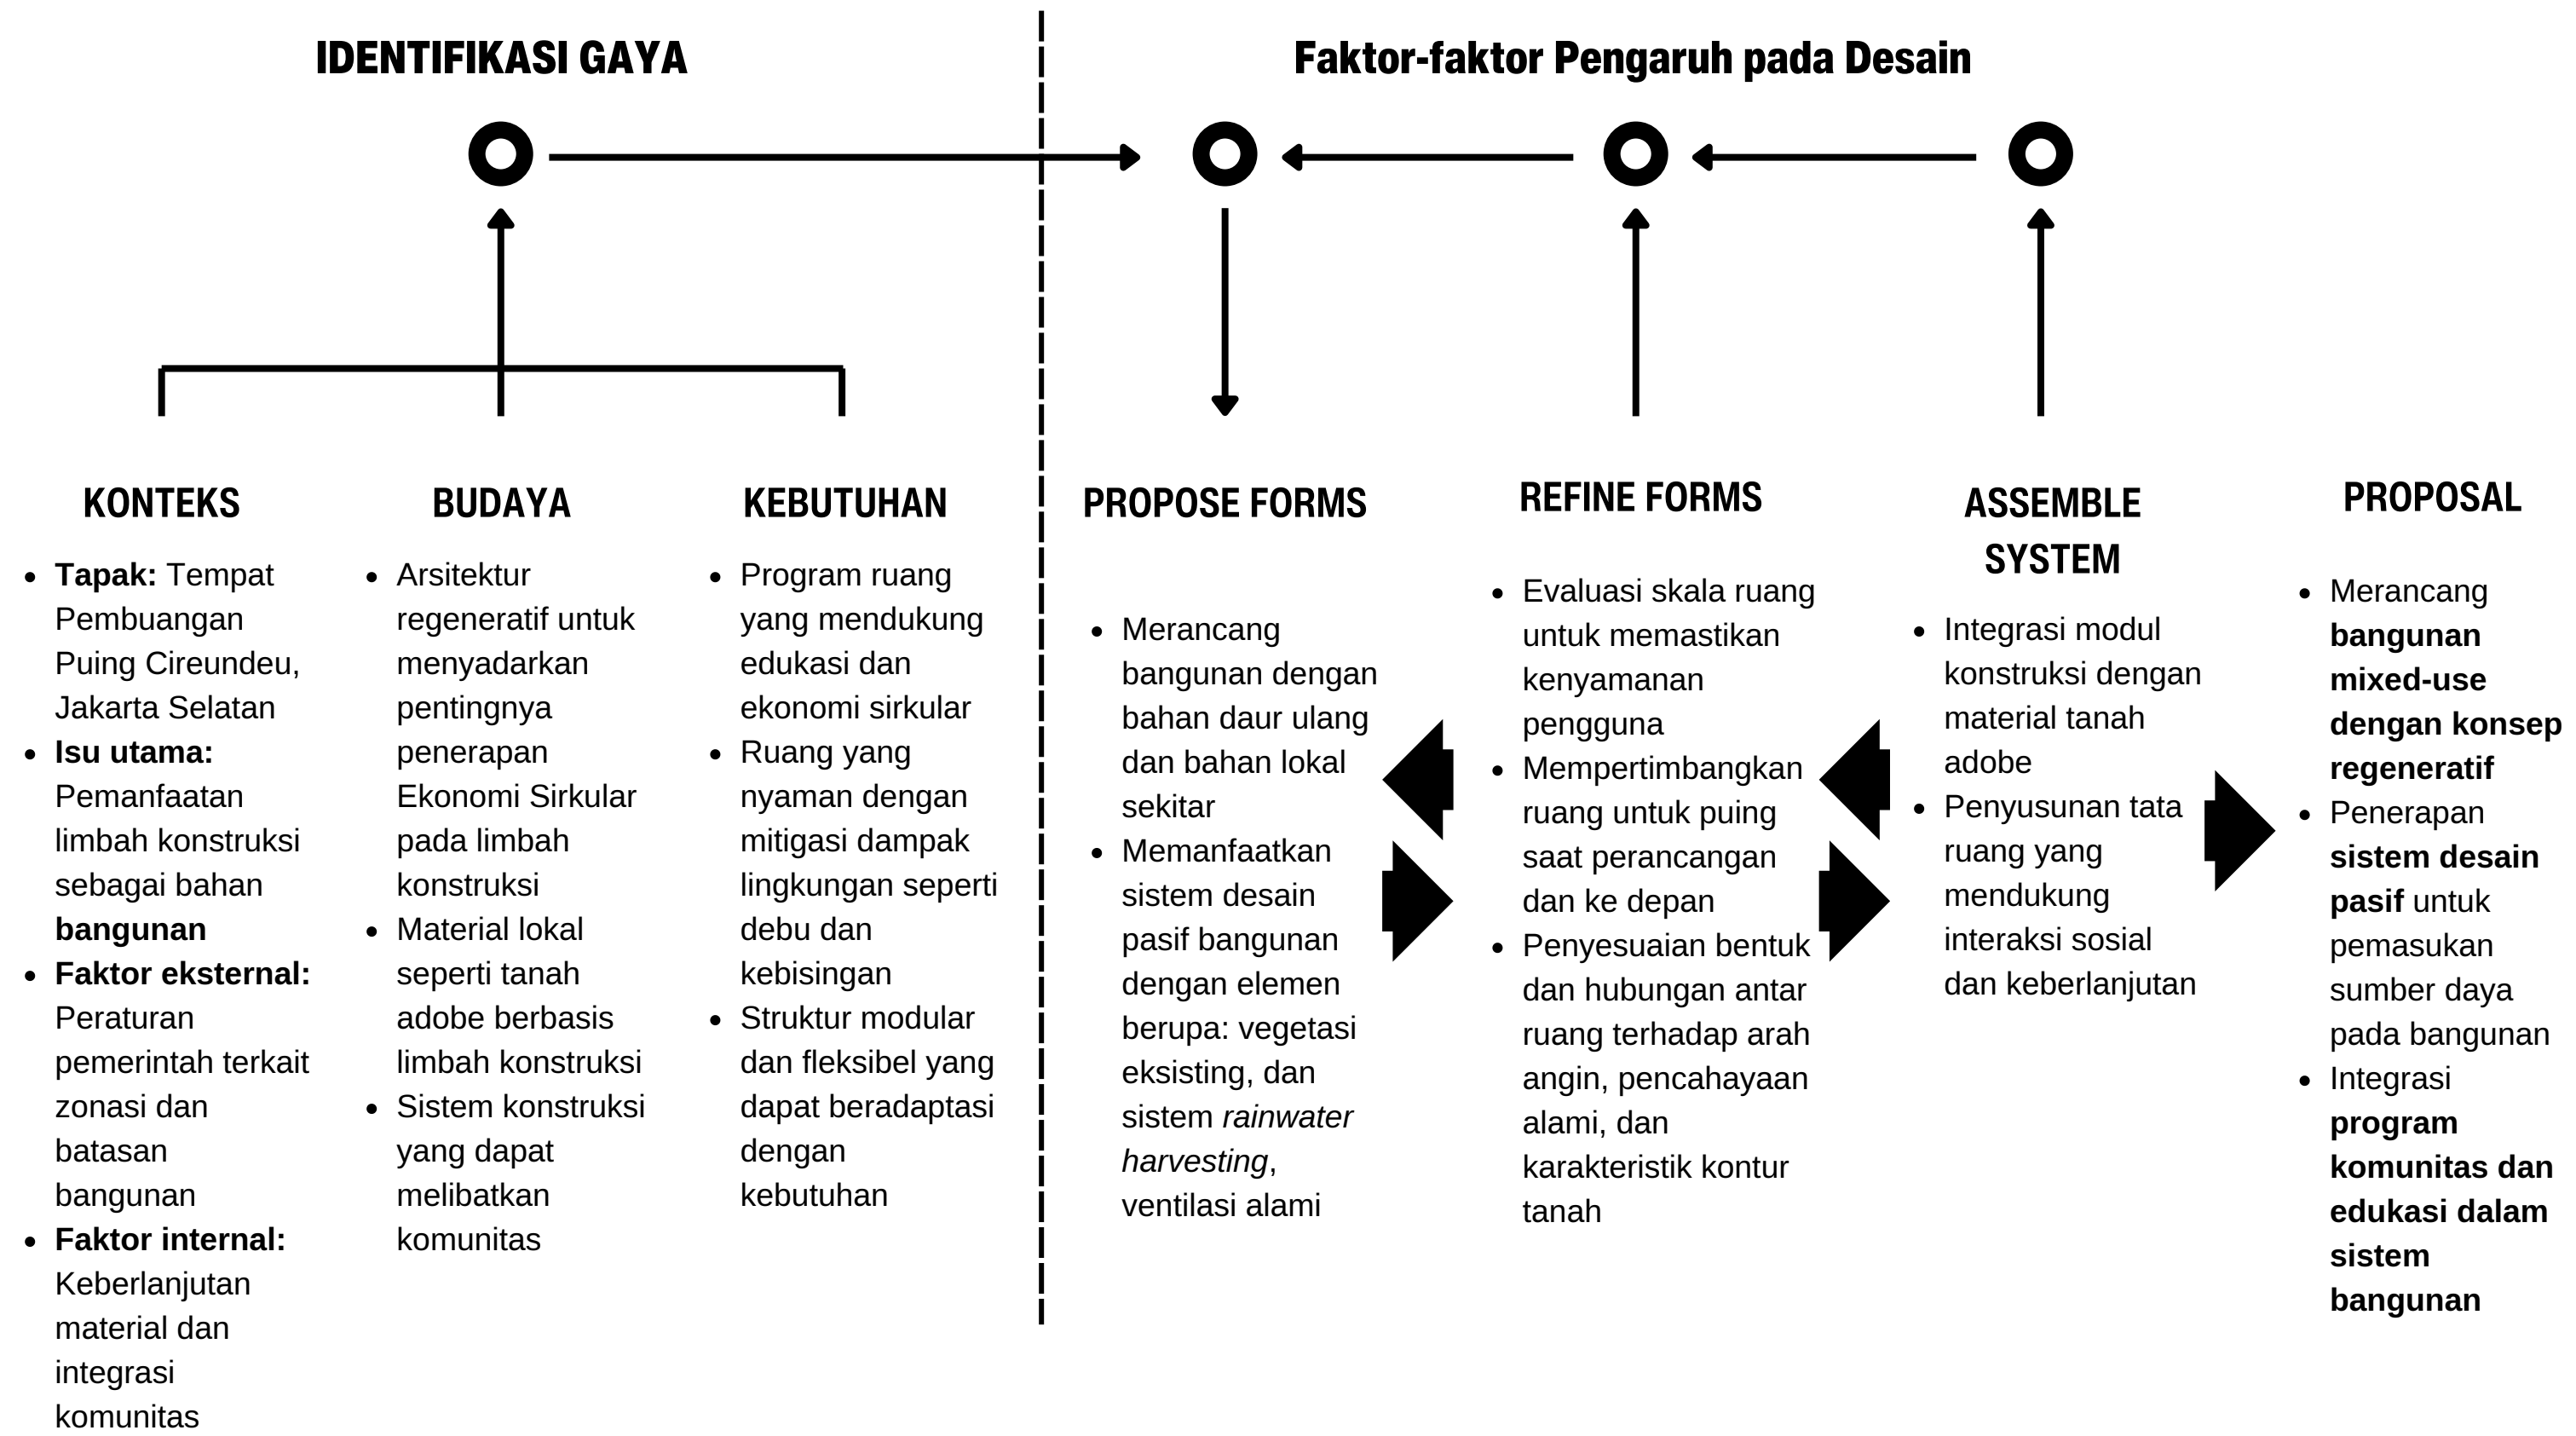 IDENTIFIKASI GAYA
Faktor-faktor Pengaruh pada Desain
KONTEKS
• Tapak: Tempat
Pembuangan
Puing Cireundeu,
Jakarta Selatan
• Isu utama:
Pemanfaatan
limbah konstruksi
sebagai bahan
bangunan
• Faktor eksternal:
Peraturan
pemerintah terkait
zonasi dan
batasan
bangunan
• Faktor internal:
Keberlanjutan
material dan
integrasi
komunitas
BUDAYA
• Arsitektur
regeneratif untuk
menyadarkan
pentingnya
penerapan
Ekonomi Sirkular
pada limbah
konstruksi
• Material lokal
seperti tanah
adobe berbasis
limbah konstruksi
• Sistem konstruksi
yang dapat
melibatkan
komunitas
KEBUTUHAN
• Program ruang
yang mendukung
edukasi dan
ekonomi sirkular
• Ruang yang
nyaman dengan
mitigasi dampak
lingkungan seperti
debu dan
kebisingan
• Struktur modular
dan fleksibel yang
dapat beradaptasi
dengan
kebutuhan
PROPOSE FORMS
• Merancang
bangunan dengan
bahan daur ulang
dan bahan lokal
sekitar
• Memanfaatkan
sistem desain
pasif bangunan
dengan elemen
berupa: vegetasi
eksisting, dan
sistem rainwater
harvesting,
ventilasi alami
REFINE FORMS
• Evaluasi skala ruang
untuk memastikan
kenyamanan
pengguna
• Mempertimbangkan
ruang untuk puing
saat perancangan
dan ke depan
• Penyesuaian bentuk
dan hubungan antar
ruang terhadap arah
angin, pencahayaan
alami, dan
karakteristik kontur
tanah
ASSEMBLE
SYSTEM
• Integrasi modul
konstruksi dengan
material tanah
adobe
• Penyusunan tata
ruang yang
mendukung
interaksi sosial
dan keberlanjutan
PROPOSAL
• Merancang
bangunan
mixed-use
dengan konsep
regeneratif
• Penerapan
sistem desain
pasif untuk
pemasukan
sumber daya
pada bangunan
• Integrasi
program
komunitas dan
edukasi dalam
sistem
bangunan